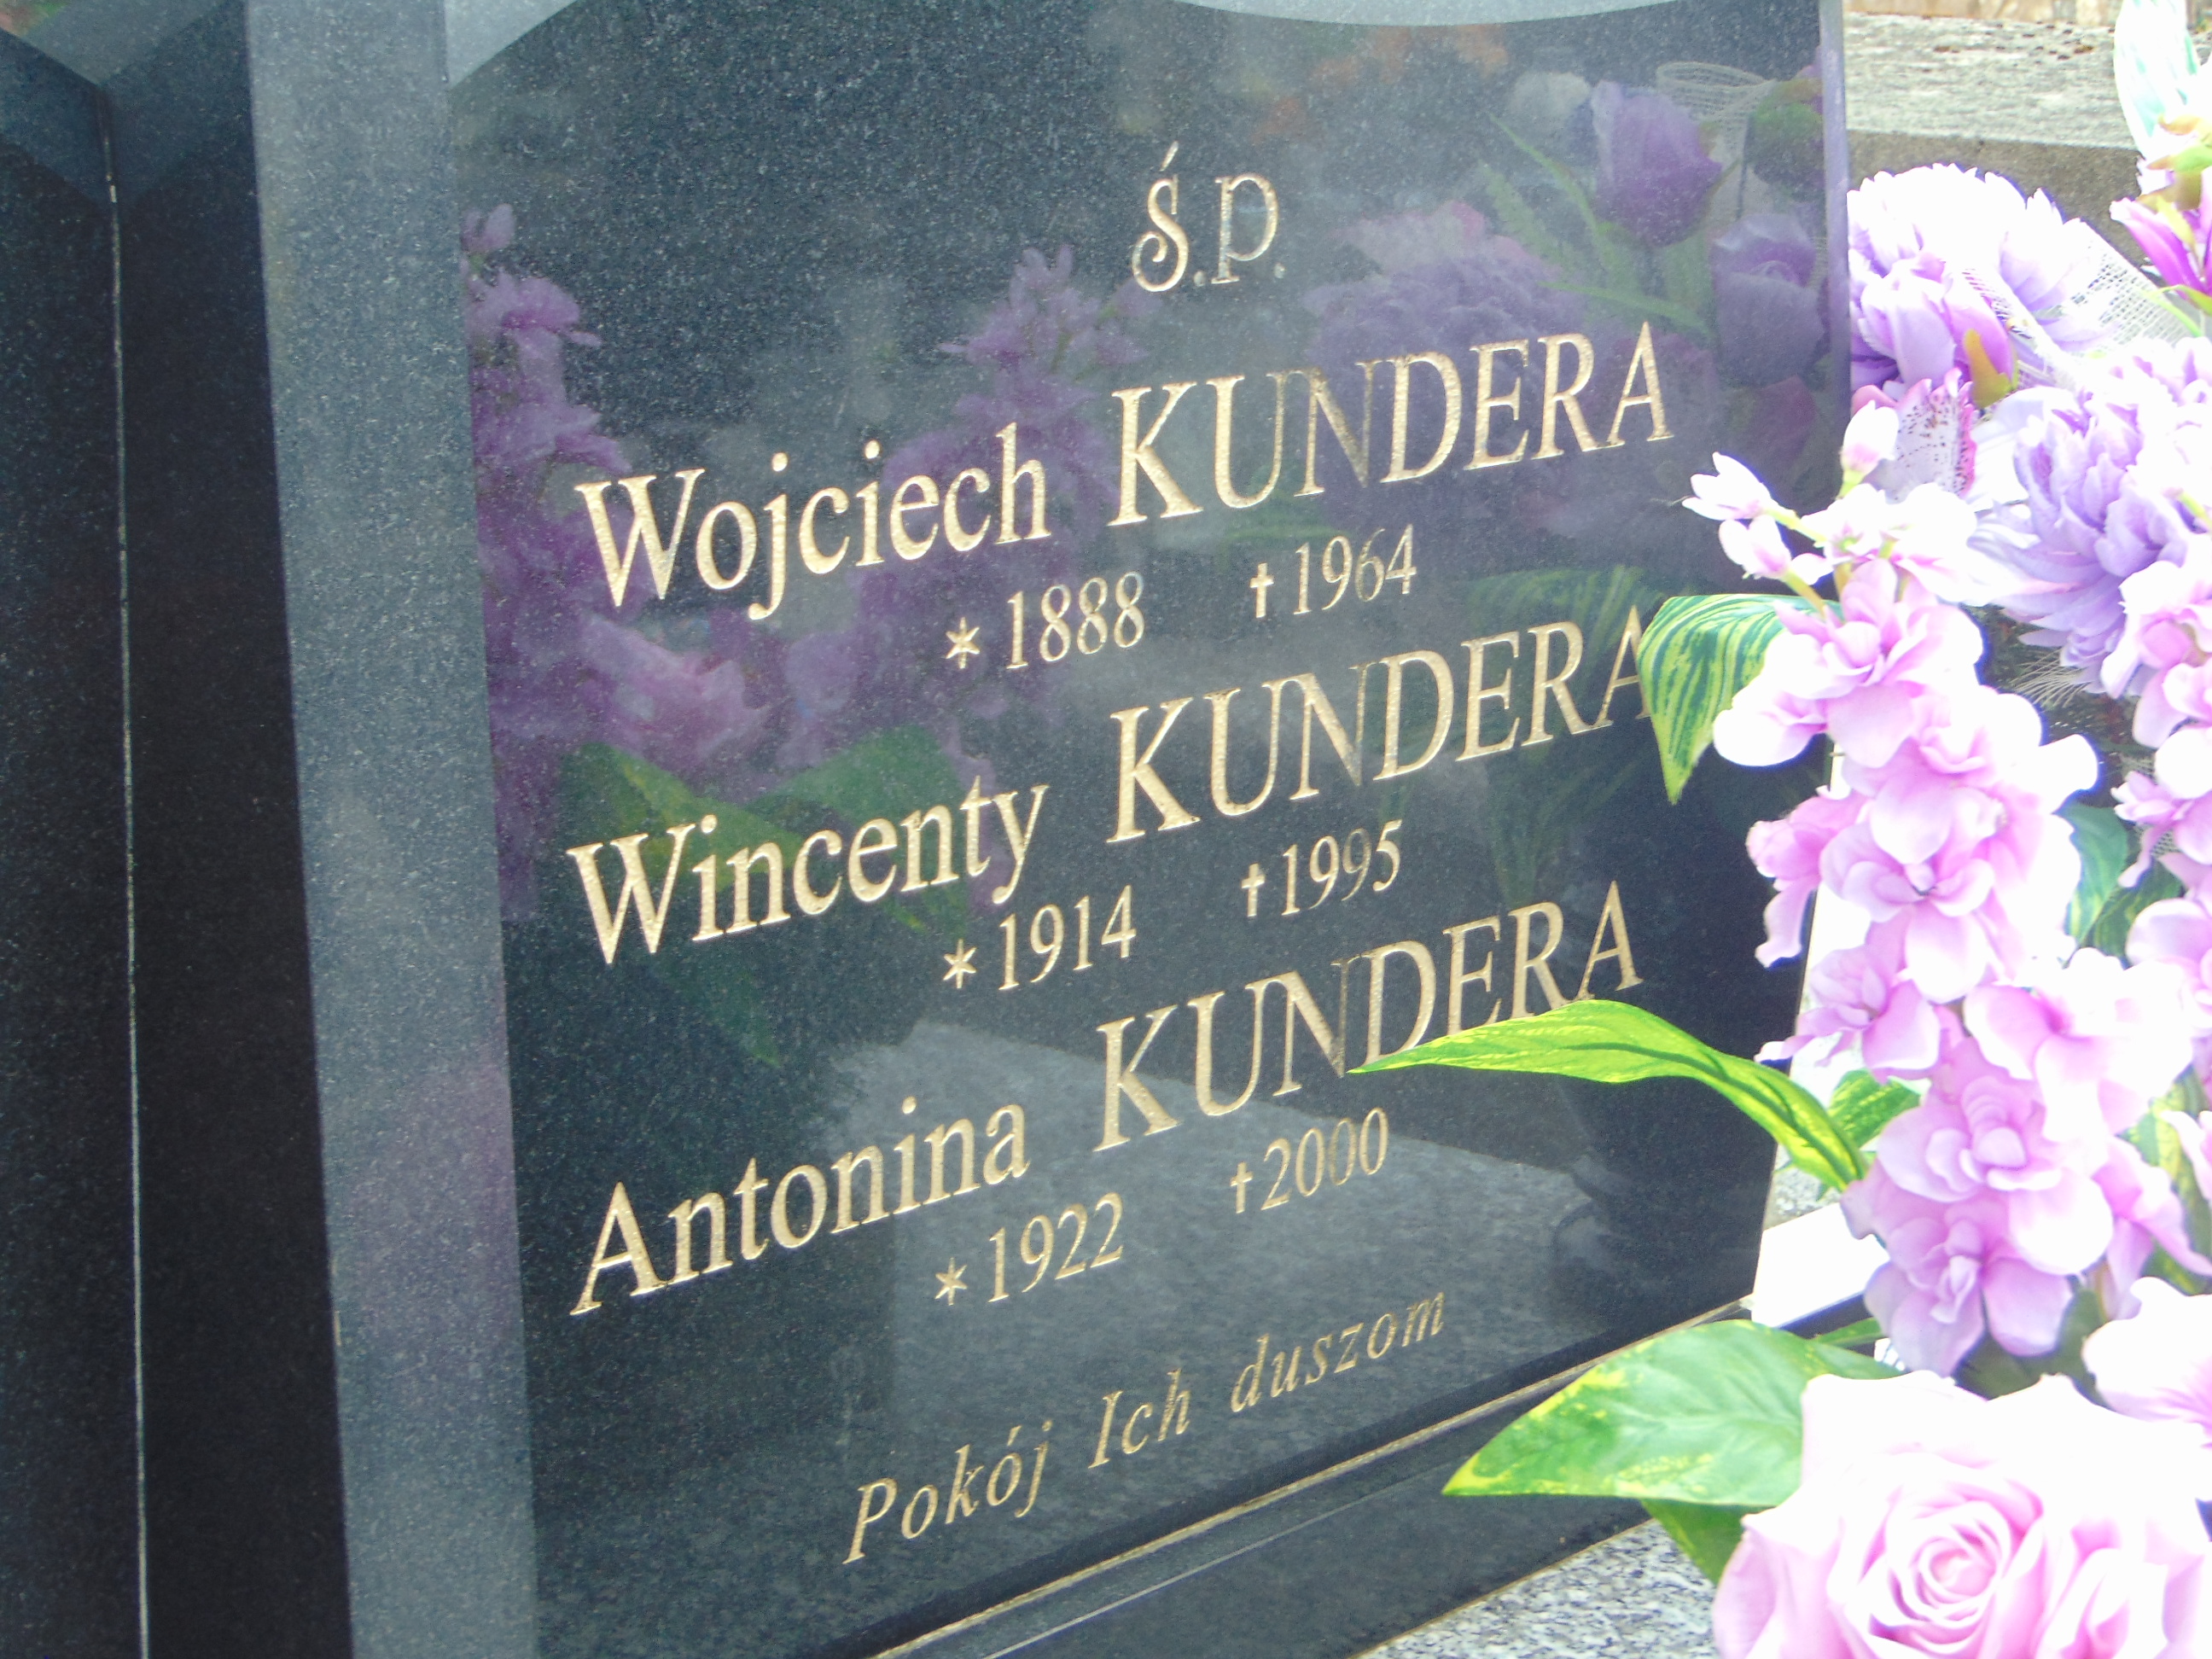 Ś.P.
Wojciech KUNDERA
* 1888 † 1964
Wincenty KUNDERA
* 1914 † 1995
Antonina KUNDERA
* 1922 † 2000
Pokój Ich duszom